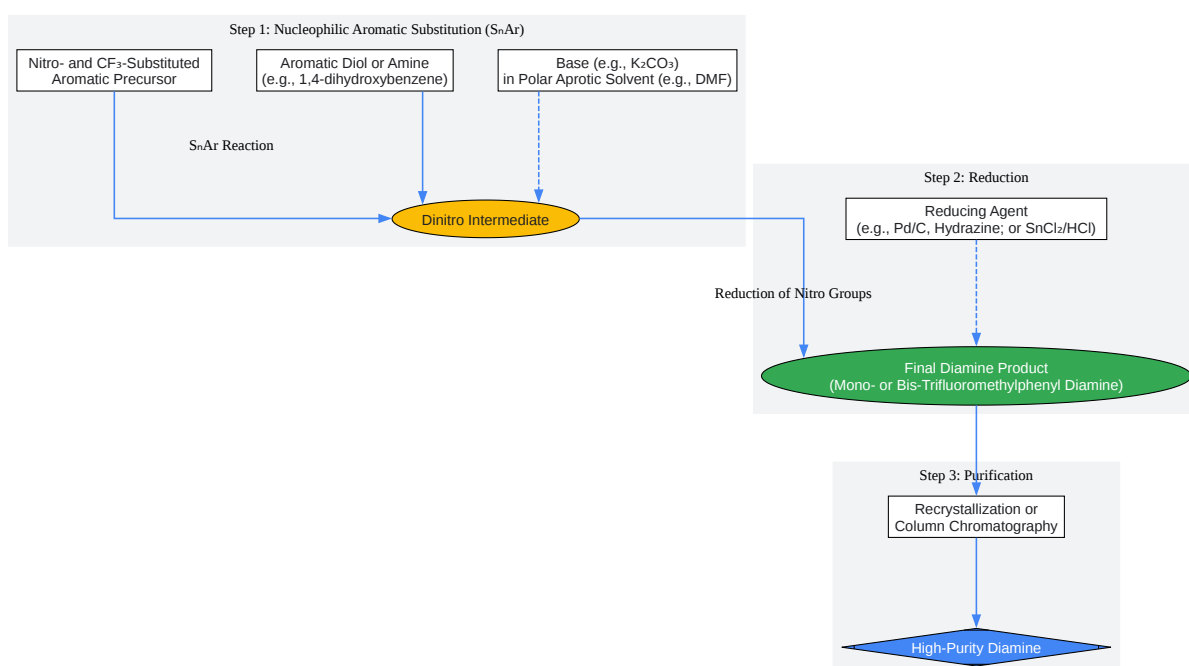 Step 1: Nucleophilic Aromatic Substitution (SₙAr)
Nitro- and CF₃-Substituted
Aromatic Precursor
Aromatic Diol or Amine
(e.g., 1,4-dihydroxybenzene)
Base (e.g., K₂CO₃)
in Polar Aprotic Solvent (e.g., DMF)
SₙAr Reaction
Dinitro Intermediate
Step 2: Reduction
Reducing Agent
(e.g., Pd/C, Hydrazine; or SnCl₂/HCl)
Reduction of Nitro Groups
Final Diamine Product
(Mono- or Bis-Trifluoromethylphenyl Diamine)
Step 3: Purification
Recrystallization or
Column Chromatography
High-Purity Diamine